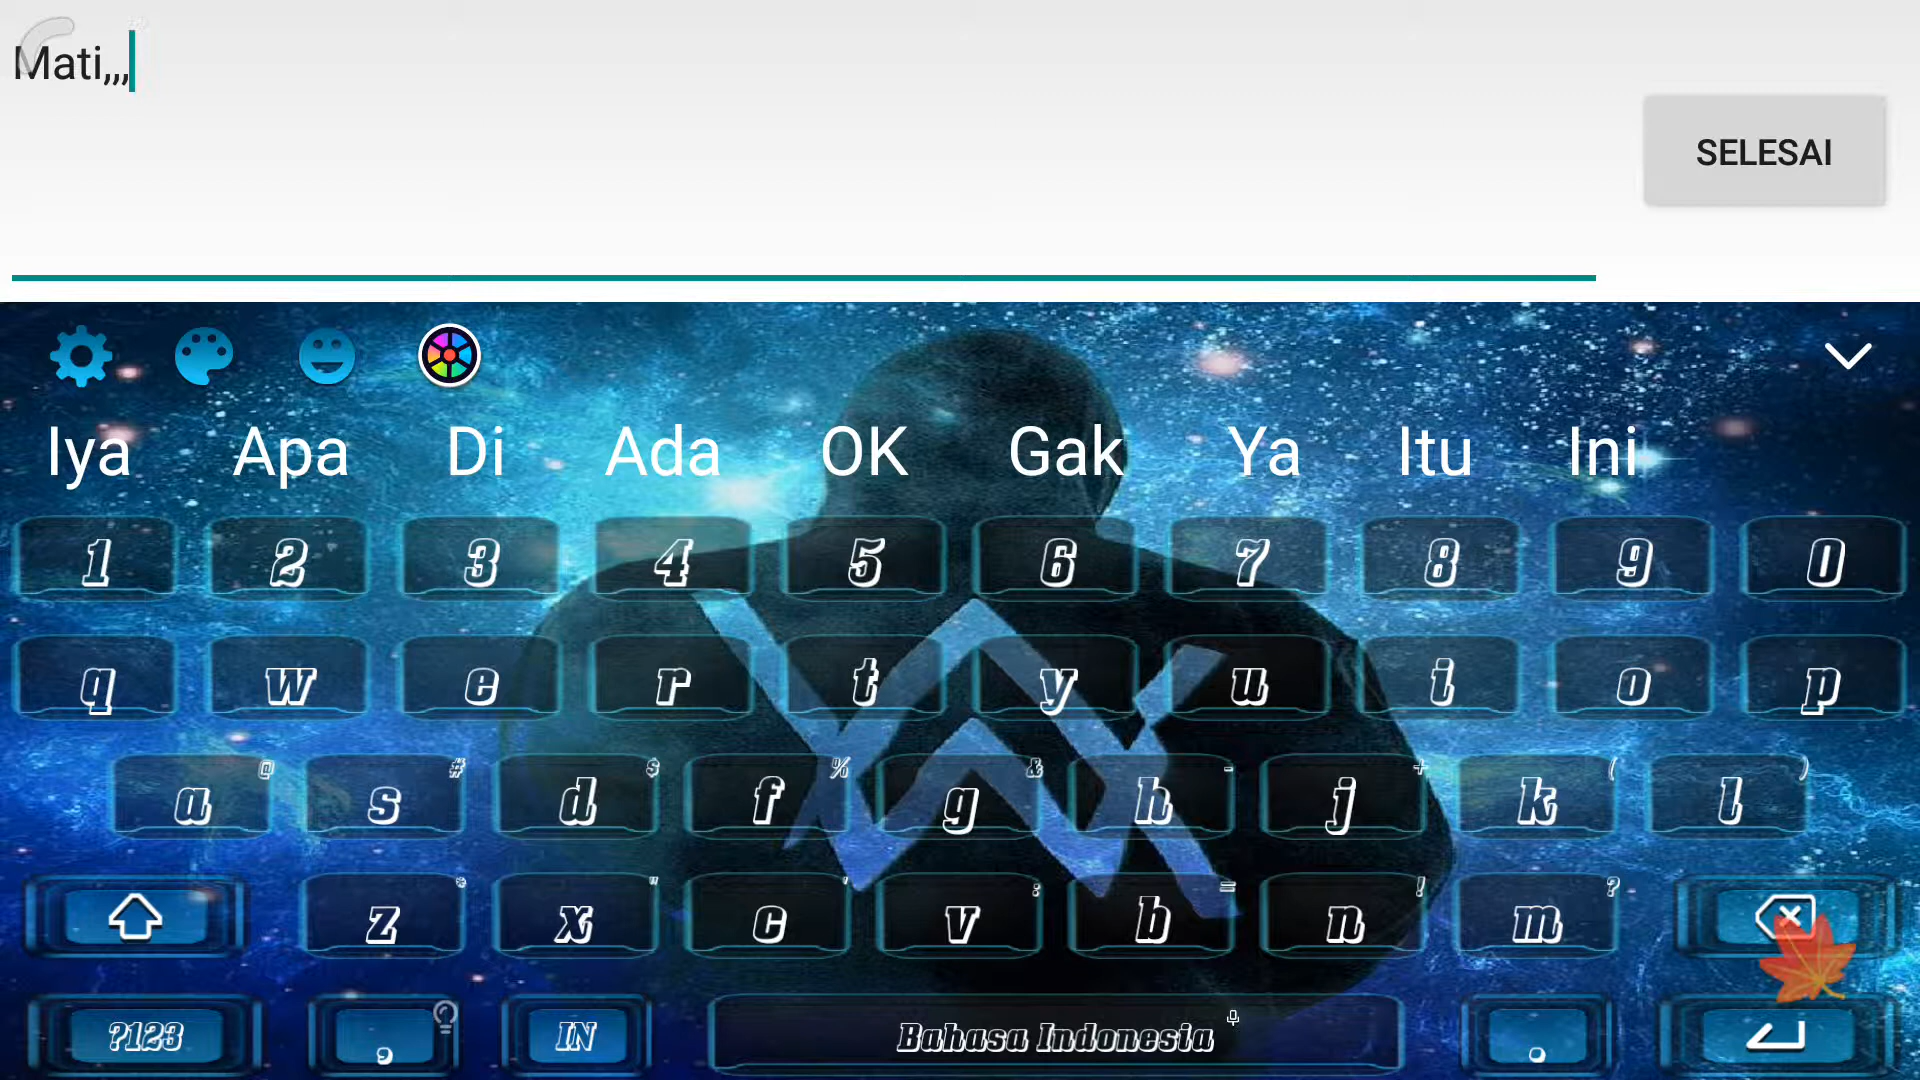 Mati,,,
SELESAI
Iya Apa Di Ada OK Gak Ya Itu Ini
1 2 3 4 5 6 7 8 9 0
q w e r t y u i o p
@ # $ % & - + ( )
a s d f g h j k l
* " ' : = ! ?
z x c v b n m
?123 , IN Bahasa Indonesia .